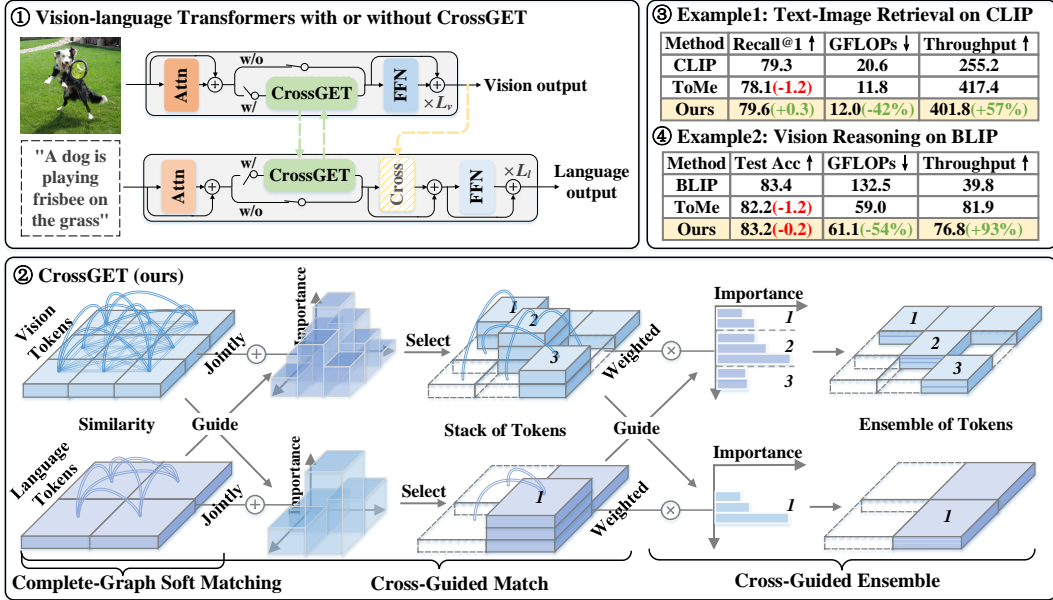 ① Vision-language Transformers with or without CrossGET
w/o
Attn
CrossGET
FFN
w/
×Lᵥ
Vision output
"A dog is
playing
frisbee on
the grass"
Attn
w/
CrossGET
w/o
Cross
FFN
×Lₗ
Language
output
③ Example1: Text-Image Retrieval on CLIP
Method Recall@1 ↑ GFLOPs ↓ Throughput ↑
CLIP 79.3 20.6 255.2
ToMe 78.1(-1.2) 11.8 417.4
Ours 79.6(+0.3) 12.0(-42%) 401.8(+57%)
④ Example2: Vision Reasoning on BLIP
Method Test Acc ↑ GFLOPs ↓ Throughput ↑
BLIP 83.4 132.5 39.8
ToMe 82.2(-1.2) 59.0 81.9
Ours 83.2(-0.2) 61.1(-54%) 76.8(+93%)
② CrossGET (ours)
Vision
Tokens
Jointly
Importance
Select
1
2
3
Weighted
Importance
1
2
3
1
2
3
Similarity
Guide
Stack of Tokens
Guide
Ensemble of Tokens
Language
Tokens
Jointly
Importance
Select
1
Weighted
Importance
1
1
Complete-Graph Soft Matching
Cross-Guided Match
Cross-Guided Ensemble